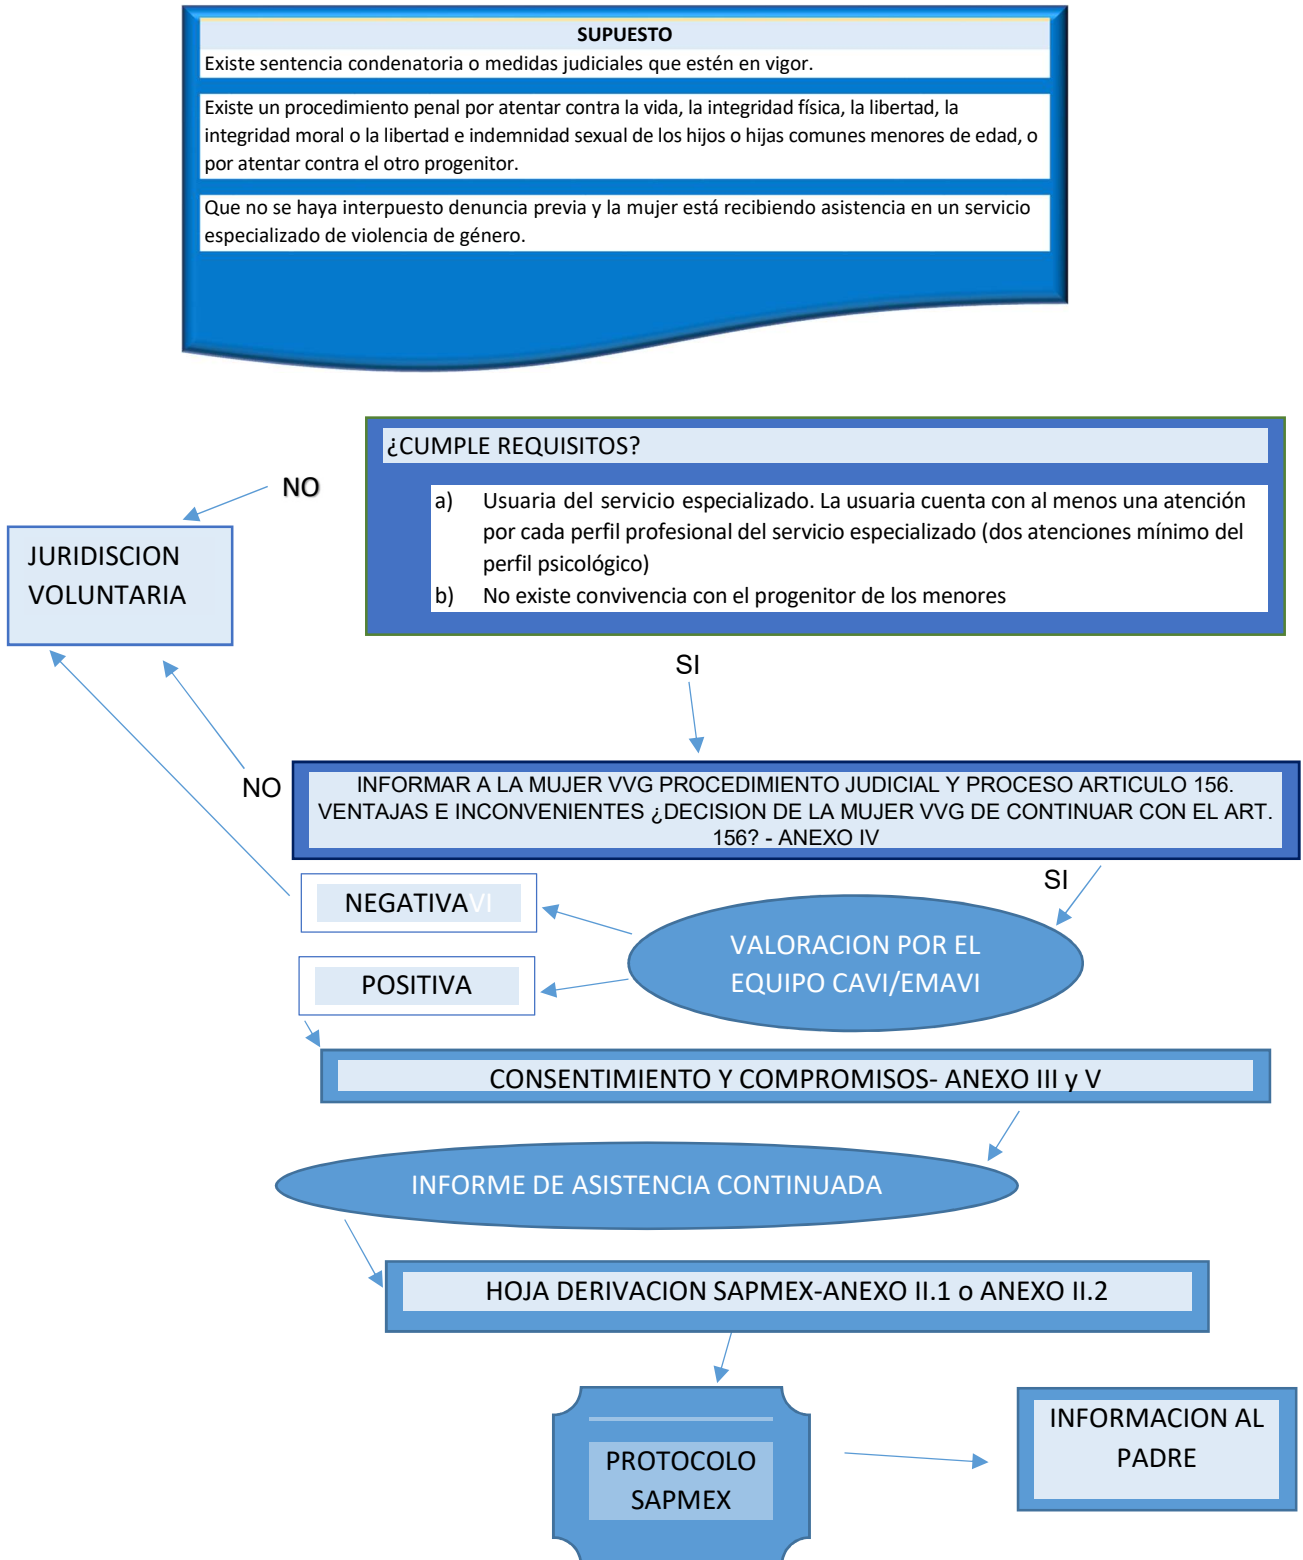 SUPUESTO
Existe sentencia condenatoria o medidas judiciales que estén en vigor.
Existe un procedimiento penal por atentar contra la vida, la integridad física, la libertad, la
integridad moral o la libertad e indemnidad sexual de los hijos o hijas comunes menores de edad, o
por atentar contra el otro progenitor.
Que no se haya interpuesto denuncia previa y la mujer está recibiendo asistencia en un servicio
especializado de violencia de género.
¿CUMPLE REQUISITOS?
a) Usuaria del servicio especializado. La usuaria cuenta con al menos una atención
por cada perfil profesional del servicio especializado (dos atenciones mínimo del
perfil psicológico)
b) No existe convivencia con el progenitor de los menores
NO
JURIDISCION
VOLUNTARIA
SI
NO
INFORMAR A LA MUJER VVG PROCEDIMIENTO JUDICIAL Y PROCESO ARTICULO 156.
VENTAJAS E INCONVENIENTES ¿DECISION DE LA MUJER VVG DE CONTINUAR CON EL ART.
156? - ANEXO IV
SI
NEGATIVAVI
VALORACION POR EL
EQUIPO CAVI/EMAVI
POSITIVA
CONSENTIMIENTO Y COMPROMISOS- ANEXO III y V
INFORME DE ASISTENCIA CONTINUADA
HOJA DERIVACION SAPMEX-ANEXO II.1 o ANEXO II.2
PROTOCOLO
SAPMEX
INFORMACION AL
PADRE